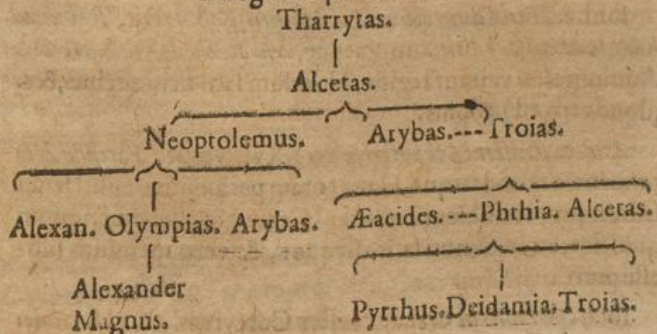 Tharrytas.
Alcetas.
Neoptolemus. Arybas.---Troias.
Alexan. Olympias. Arybas. Æacides.---Phthia. Alcetas.
Alexander
Magnus.
Pyrrhus. Deidamia. Troias.